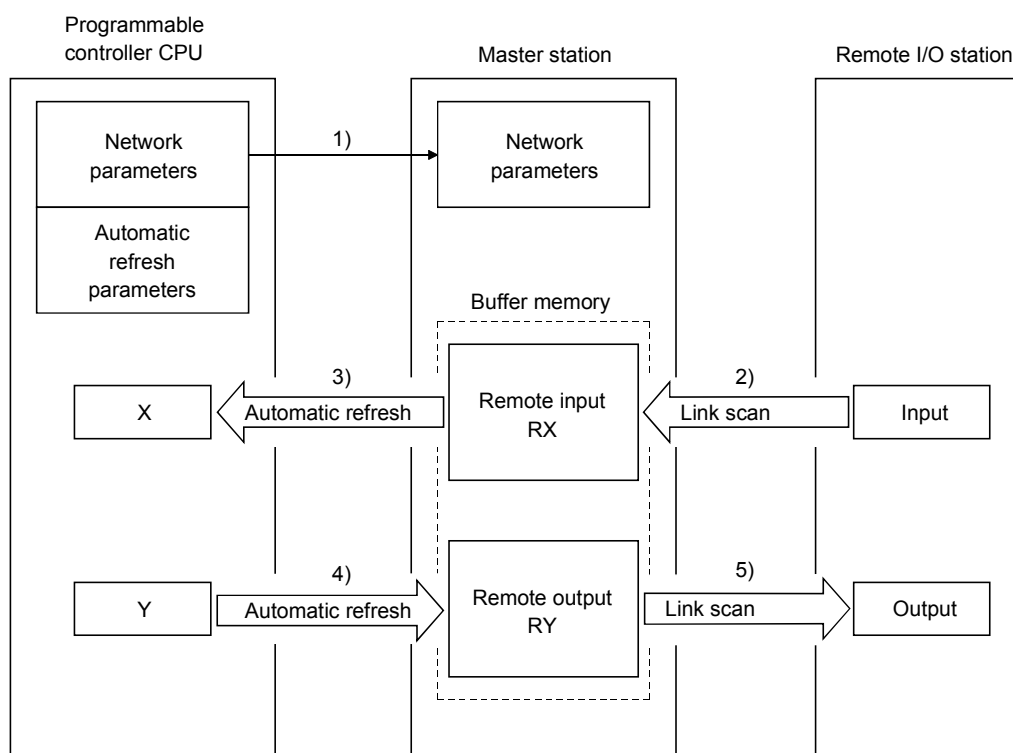 Programmable
controller CPU
Master station
Remote I/O station
Network
parameters
1)
Network
parameters
Automatic
refresh
parameters
Buffer memory
X
3)
Automatic refresh
Remote input
RX
2)
Link scan
Input
Y
4)
Automatic refresh
Remote output
RY
5)
Link scan
Output